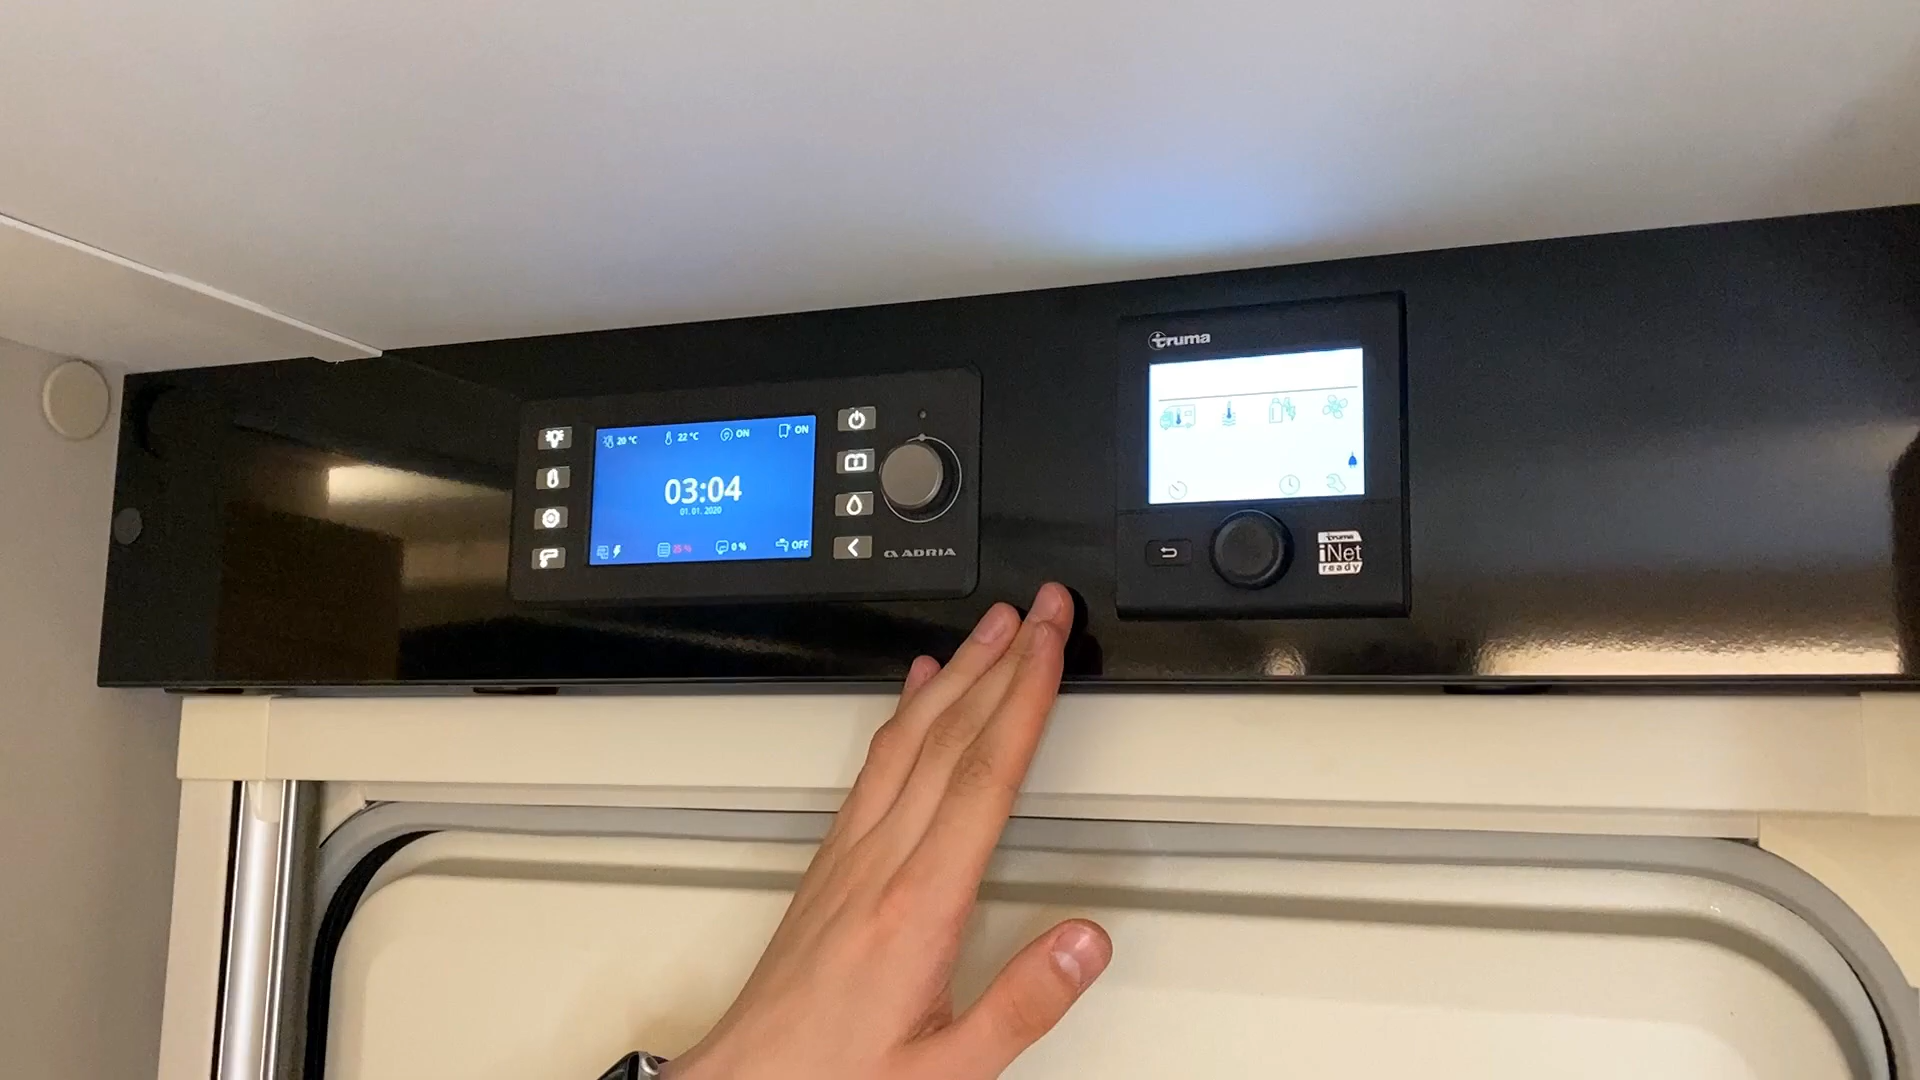 20 °C 22 °C ON ON
03:04
01. 01. 2020
25 % 0 % OFF
ADRIA
truma
truma
iNet
ready